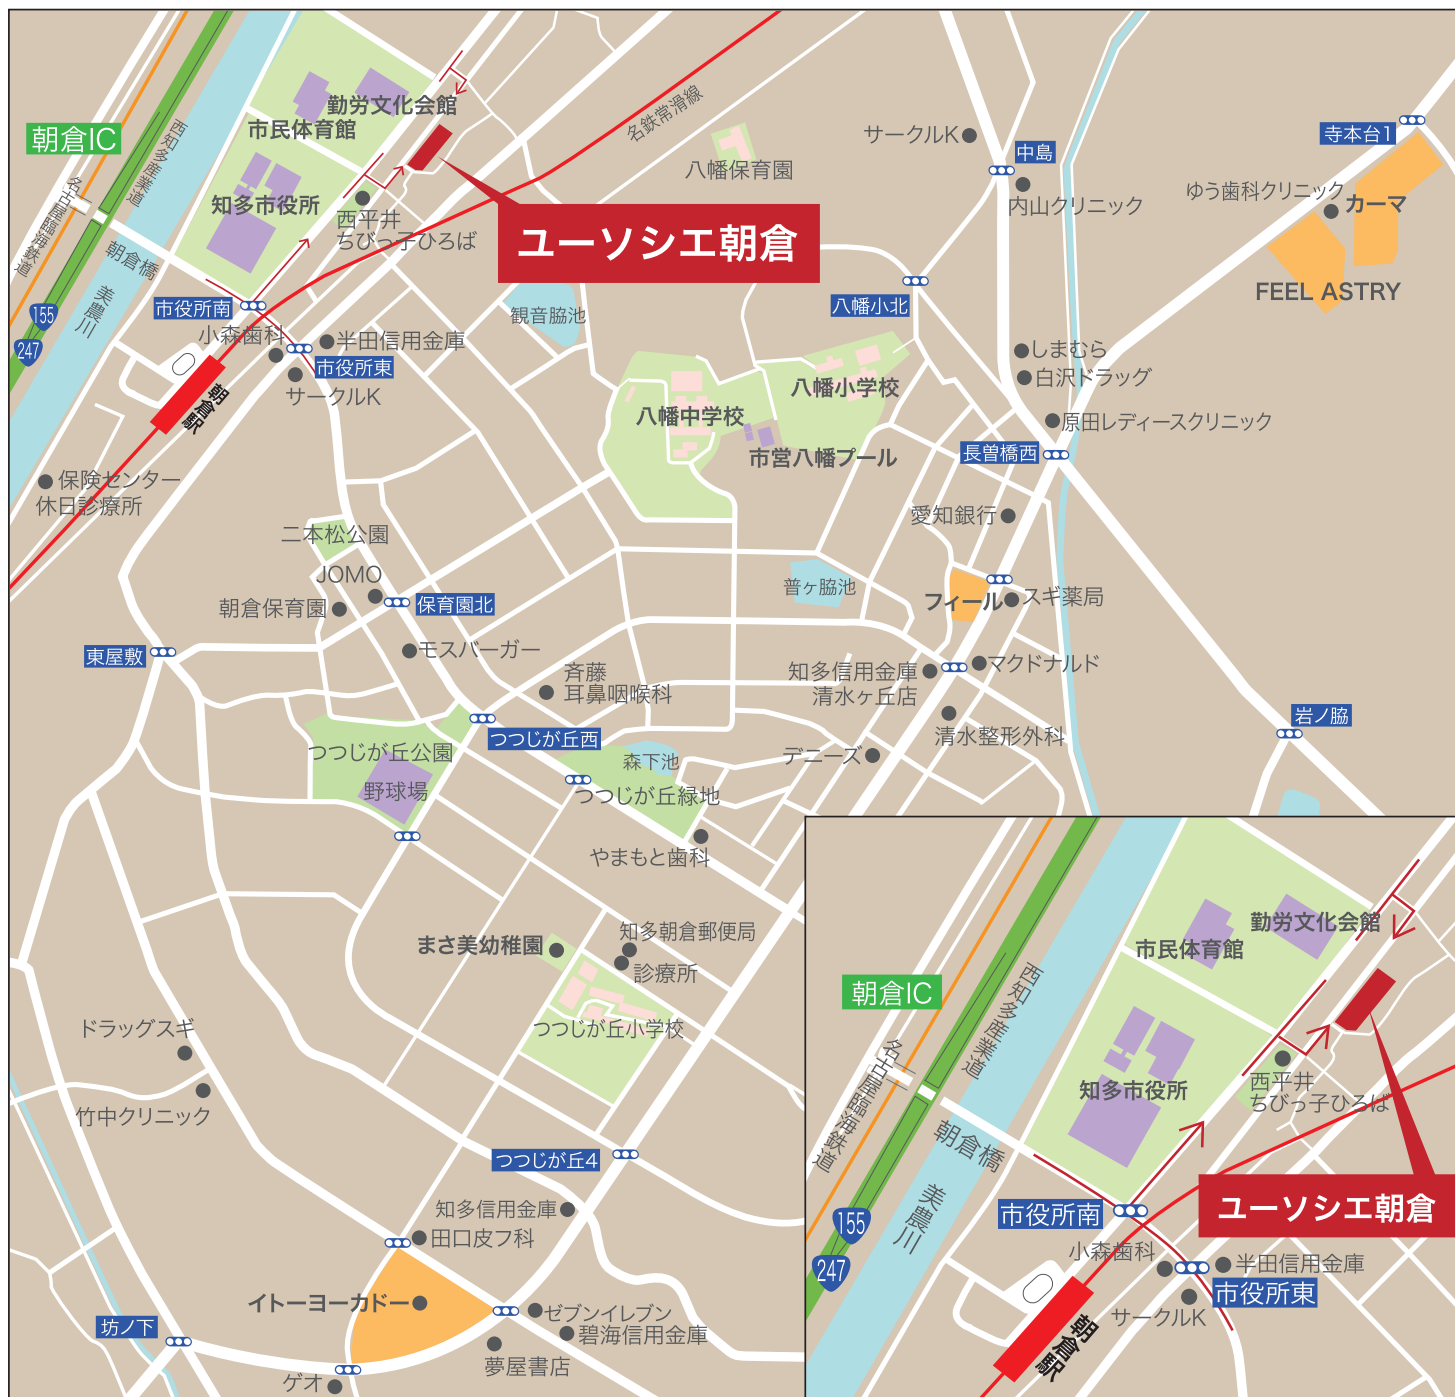 勤労文化会館
市民体育館
朝倉IC
西知多産業道
名鉄常滑線
名古屋臨海鉄道
知多市役所
西平井
ちびっ子ひろば
ユーソシエ朝倉
朝倉橋
美農川
155
247
市役所南
小森歯科
半田信用金庫
市役所東
サークルK
朝倉駅
保険センター
休日診療所
八幡保育園
サークルK
中島
内山クリニック
寺本台1
ゆう歯科クリニック
カーマ
FEEL ASTRY
観音脇池
八幡小北
しまむら
白沢ドラッグ
原田レディースクリニック
長曽橋西
八幡小学校
八幡中学校
市営八幡プール
愛知銀行
二本松公園
JOMO
朝倉保育園
保育園北
普ヶ脇池
フィール
スギ薬局
東屋敷
モスバーガー
斉藤
耳鼻咽喉科
知多信用金庫
清水ヶ丘店
マクドナルド
清水整形外科
岩ノ脇
つつじが丘西
つつじが丘公園
野球場
森下池
デニーズ
つつじが丘緑地
やまもと歯科
まさ美幼稚園
知多朝倉郵便局
診療所
つつじが丘小学校
ドラッグスギ
竹中クリニック
つつじが丘4
知多信用金庫
田口皮フ科
イトーヨーカドー
ゼブンイレブン
碧海信用金庫
夢屋書店
坊ノ下
ゲオ
勤労文化会館
市民体育館
朝倉IC
西知多産業道
名古屋臨海鉄道
知多市役所
西平井
ちびっ子ひろば
朝倉橋
美農川
155
247
市役所南
ユーソシエ朝倉
小森歯科
半田信用金庫
市役所東
サークルK
朝倉駅